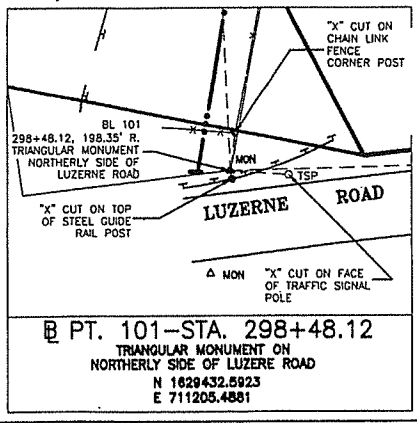 "X" CUT ON
CHAIN LINK
FENCE
CORNER POST
BL 101
298+48.12, 198.35' R.
TRIANGULAR MONUMENT
NORTHERLY SIDE OF
LUZERNE ROAD
MON
TSP
"X" CUT ON TOP
OF STEEL GUIDE
RAIL POST
LUZERNE ROAD
MON
"X" CUT ON FACE
OF TRAFFIC SIGNAL
POLE
BL PT. 101-STA. 298+48.12
TRIANGULAR MONUMENT ON
NORTHERLY SIDE OF LUZERE ROAD
N 1629432.5923
E 711205.4881